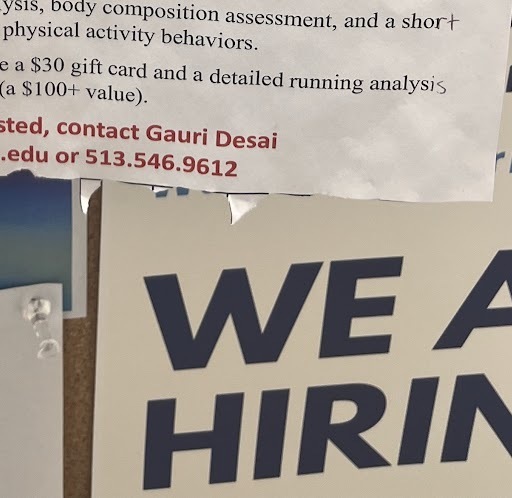 ysis, body composition assessment, and a short
physical activity behaviors.
e a $30 gift card and a detailed running analysis
(a $100+ value).
sted, contact Gauri Desai
.edu or 513.546.9612
WE A
HIRIN